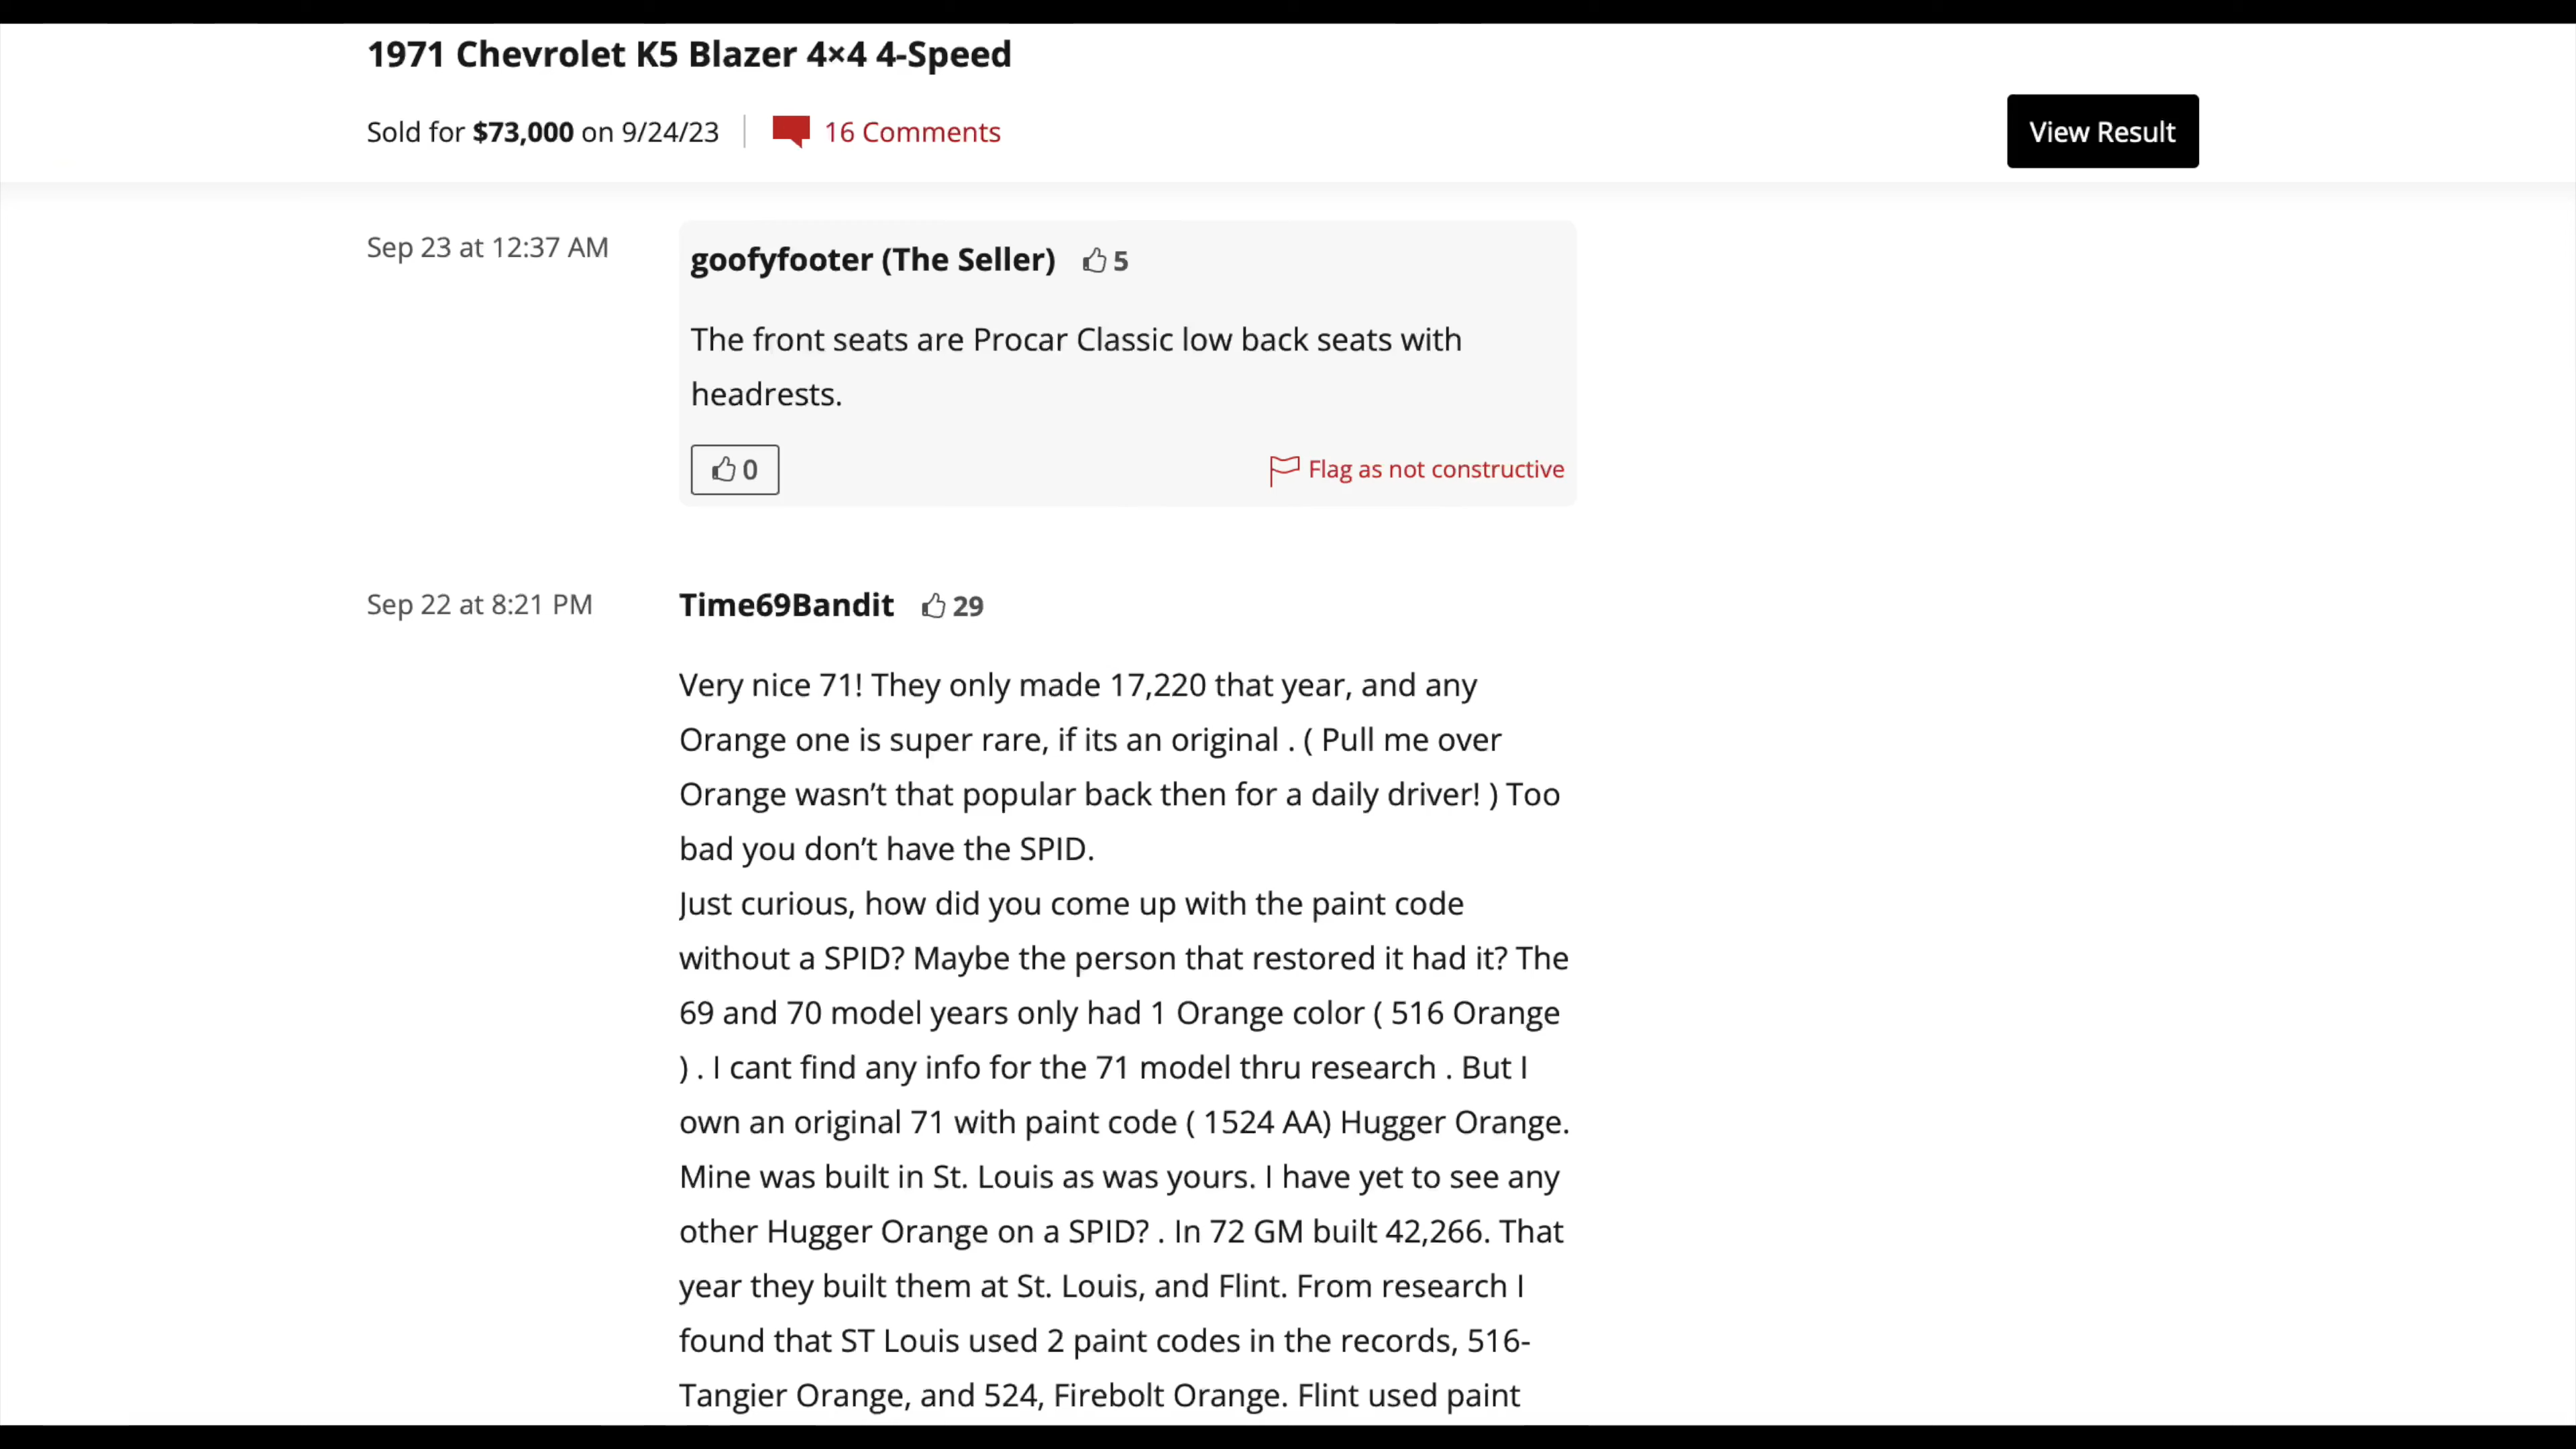 1971 Chevrolet K5 Blazer 4×4 4-Speed
Sold for $73,000 on 9/24/23
16 Comments
View Result
Sep 23 at 12:37 AM
goofyfooter (The Seller) 5
The front seats are Procar Classic low back seats with
headrests.
0
Flag as not constructive
Sep 22 at 8:21 PM
Time69Bandit 29
Very nice 71! They only made 17,220 that year, and any
Orange one is super rare, if its an original . ( Pull me over
Orange wasn’t that popular back then for a daily driver! ) Too
bad you don’t have the SPID.
Just curious, how did you come up with the paint code
without a SPID? Maybe the person that restored it had it? The
69 and 70 model years only had 1 Orange color ( 516 Orange
) . I cant find any info for the 71 model thru research . But I
own an original 71 with paint code ( 1524 AA) Hugger Orange.
Mine was built in St. Louis as was yours. I have yet to see any
other Hugger Orange on a SPID? . In 72 GM built 42,266. That
year they built them at St. Louis, and Flint. From research I
found that ST Louis used 2 paint codes in the records, 516-
Tangier Orange, and 524, Firebolt Orange. Flint used paint